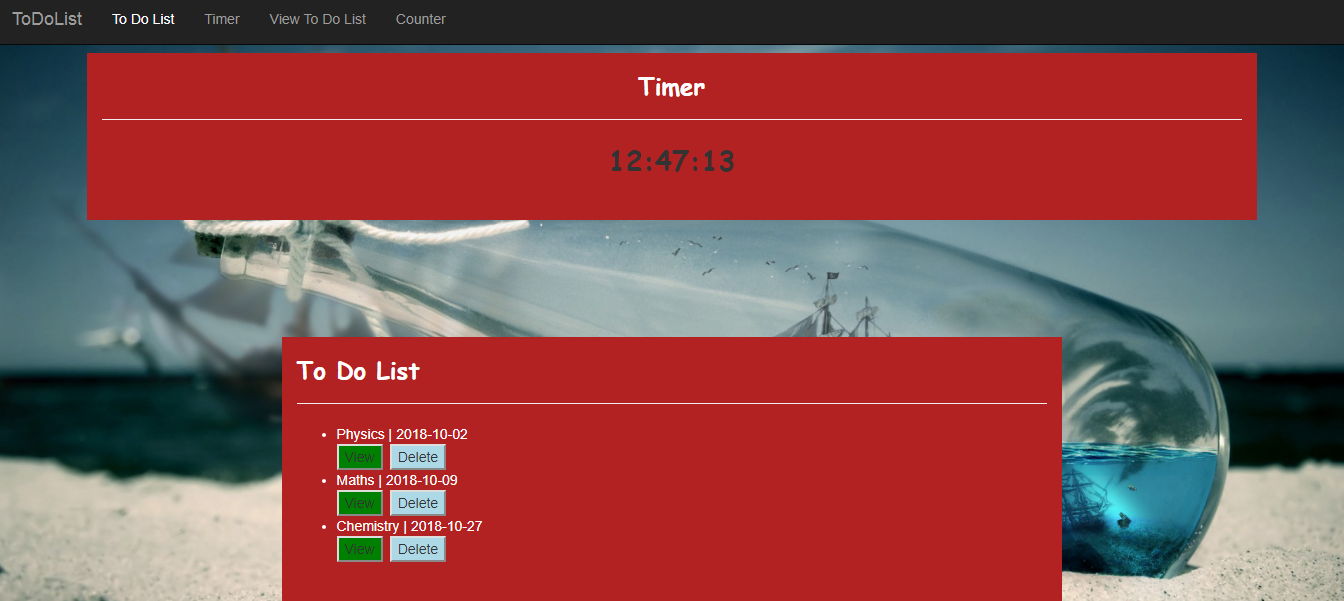 ToDoList To Do List Timer View To Do List Counter
Timer
12:47:13
To Do List
Physics | 2018-10-02
View Delete
Maths | 2018-10-09
View Delete
Chemistry | 2018-10-27
View Delete